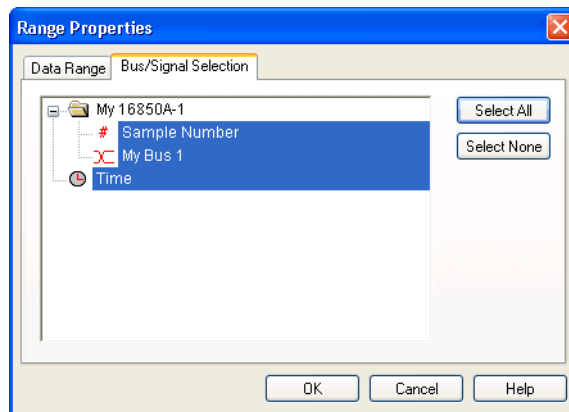 Range Properties
Data Range Bus/Signal Selection
My 16850A-1
# Sample Number
My Bus 1
Time
Select All
Select None
OK Cancel Help